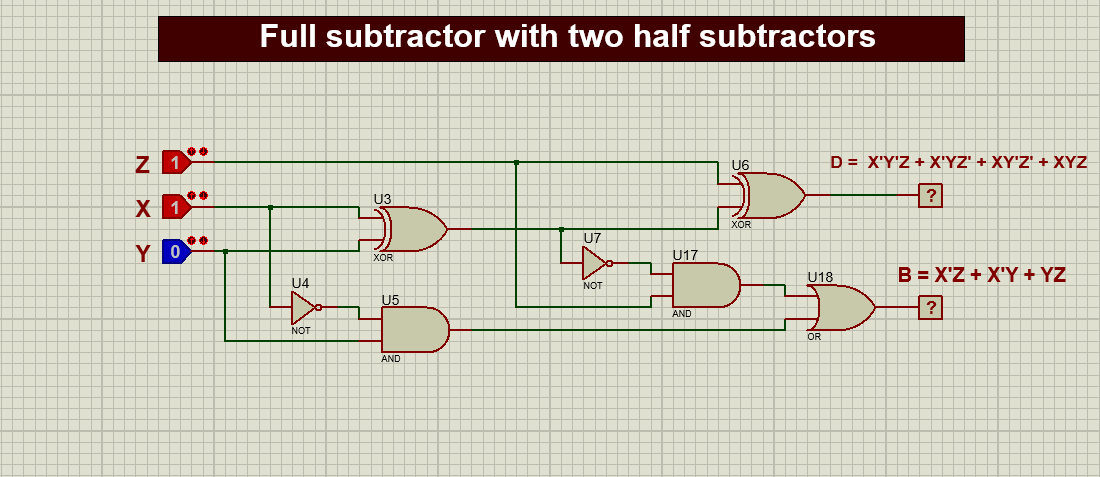 Full subtractor with two half subtractors
Z 1
U6
D = X'Y'Z + X'YZ' + XY'Z' + XYZ
?
X 1
U3
XOR
Y 0
XOR
U7
NOT
U17
AND
B = X'Z + X'Y + YZ
U18
?
OR
U4
NOT
U5
AND